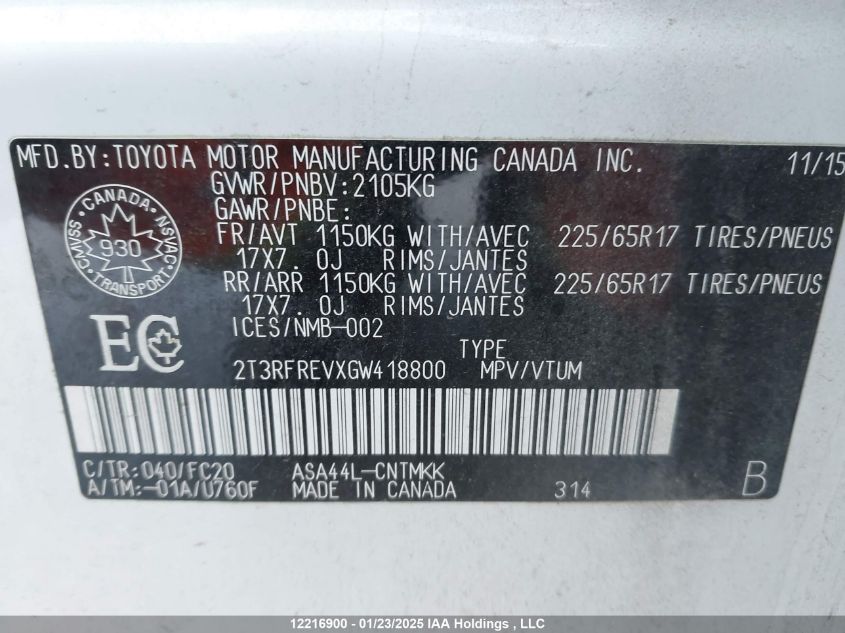 MFD.BY:TOYOTA MOTOR MANUFACTURING CANADA INC. 11/15
GVWR/PNBV:2105KG
GAWR/PNBE:
FR/AVT 1150KG WITH/AVEC 225/65R17 TIRES/PNEUS
17X7.0J RIMS/JANTES
RR/ARR 1150KG WITH/AVEC 225/65R17 TIRES/PNEUS
17X7.0J RIMS/JANTES
ICES/NMB-002
CANADA
CMVSS 930 NSVAC
TRANSPORT
EC
TYPE
2T3RFREVXGW418800 MPV/VTUM
C/TR:040/FC20 ASA44L-CNTMKK
A/TM:-01A/U760F MADE IN CANADA 314 B
12216900 - 01/23/2025 IAA Holdings , LLC